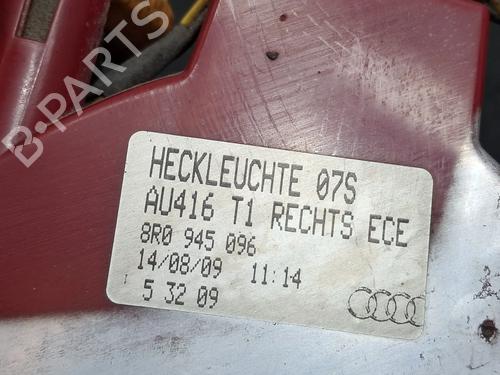 B-PARTS
HECKLEUCHTE 07S
AU416 T1 RECHTS ECE
8R0 945 096
14/08/09 11:14
5 32 09